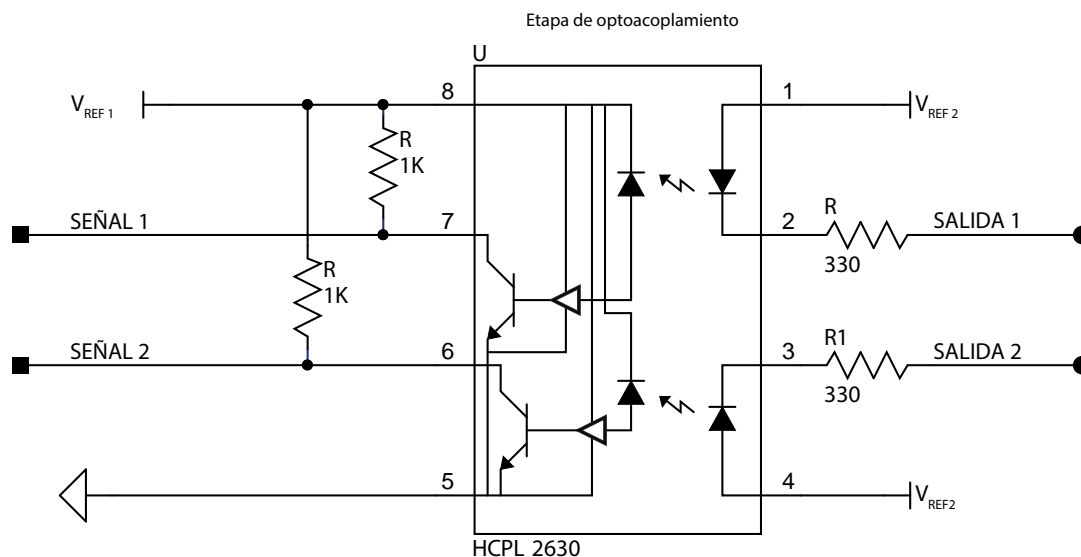 Etapa de optoacoplamiento
U
V REF 1
8
1
V REF 2
R
1K
SEÑAL 1
7
2
R
330
SALIDA 1
R
1K
SEÑAL 2
6
3
R1
330
SALIDA 2
5
4
V REF2
HCPL 2630